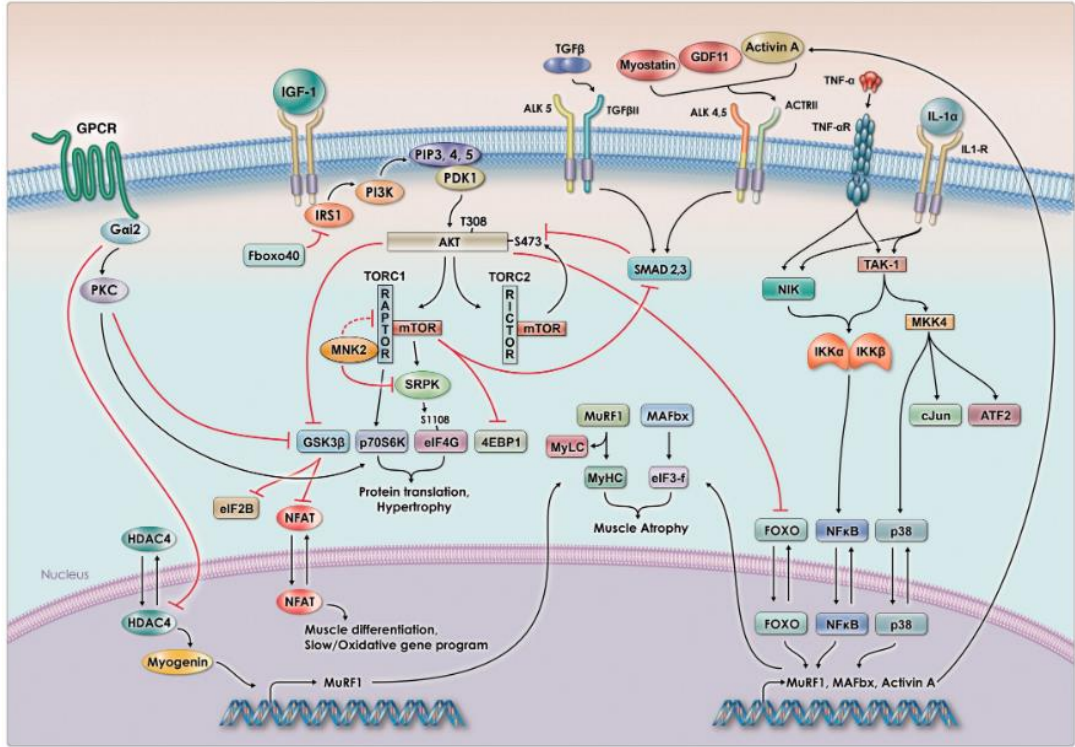 TGFβ
Myostatin
GDF11
Activin A
TNF-α
IGF-1
ALK 5
TGFβII
ALK 4,5
ACTRII
TNF-αR
IL-1α
IL1-R
GPCR
PIP3, 4, 5
PDK1
PI3K
IRS1
Gαi2
Fboxo40
T308
AKT
S473
SMAD 2,3
TAK-1
NIK
PKC
TORC1
TORC2
RAPTOR
mTOR
RICTOR
mTOR
MNK2
SRPK
MKK4
IKKα
IKKβ
S1108
MuRF1
MAFbx
cJun
ATF2
GSK3β
p70S6K
eIF4G
4EBP1
MyLC
MyHC
eIF3-f
Protein translation,
Hypertrophy
eIF2B
NFAT
Muscle Atrophy
FOXO
NFκB
p38
HDAC4
Nucleus
NFAT
HDAC4
Muscle differentiation,
Slow/Oxidative gene program
FOXO
NFκB
p38
Myogenin
MuRF1
MuRF1, MAFbx, Activin A